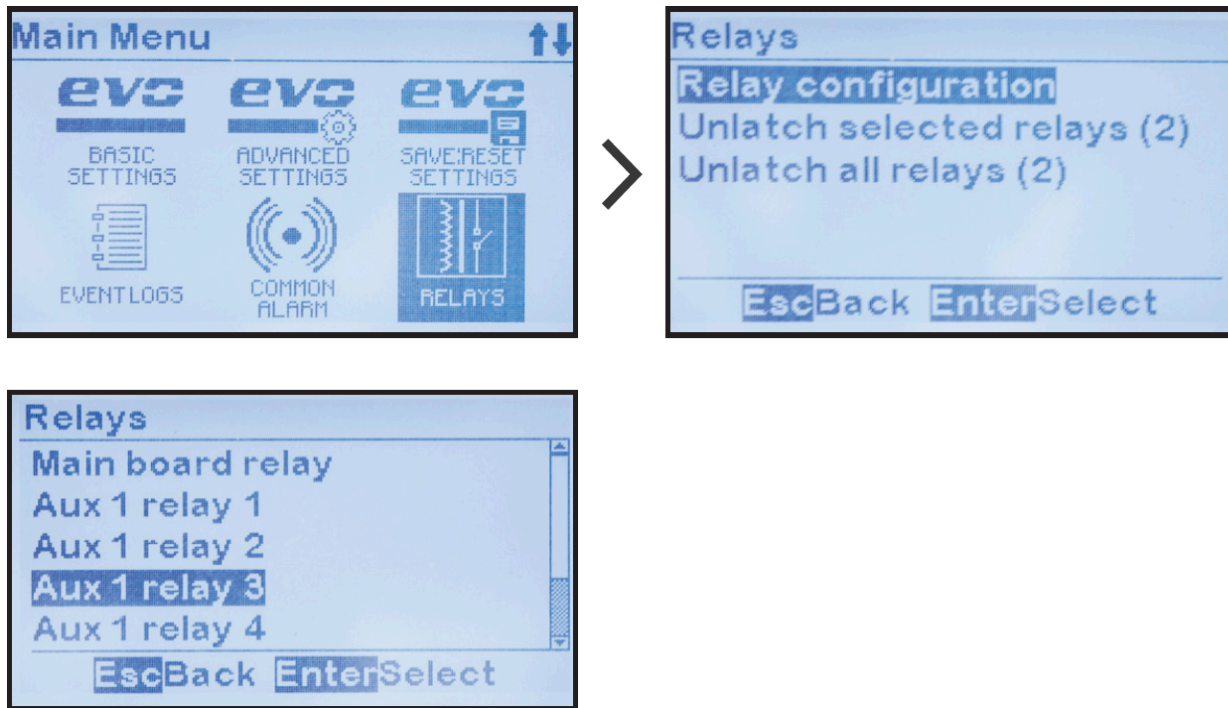 Main Menu
evo evo evo
BASIC SETTINGS
ADVANCED SETTINGS
SAVE:RESET SETTINGS
EVENT LOGS
COMMON ALARM
RELAYS
Relays
Relay configuration
Unlatch selected relays (2)
Unlatch all relays (2)
Esc Back Enter Select
Relays
Main board relay
Aux 1 relay 1
Aux 1 relay 2
Aux 1 relay 3
Aux 1 relay 4
Esc Back Enter Select